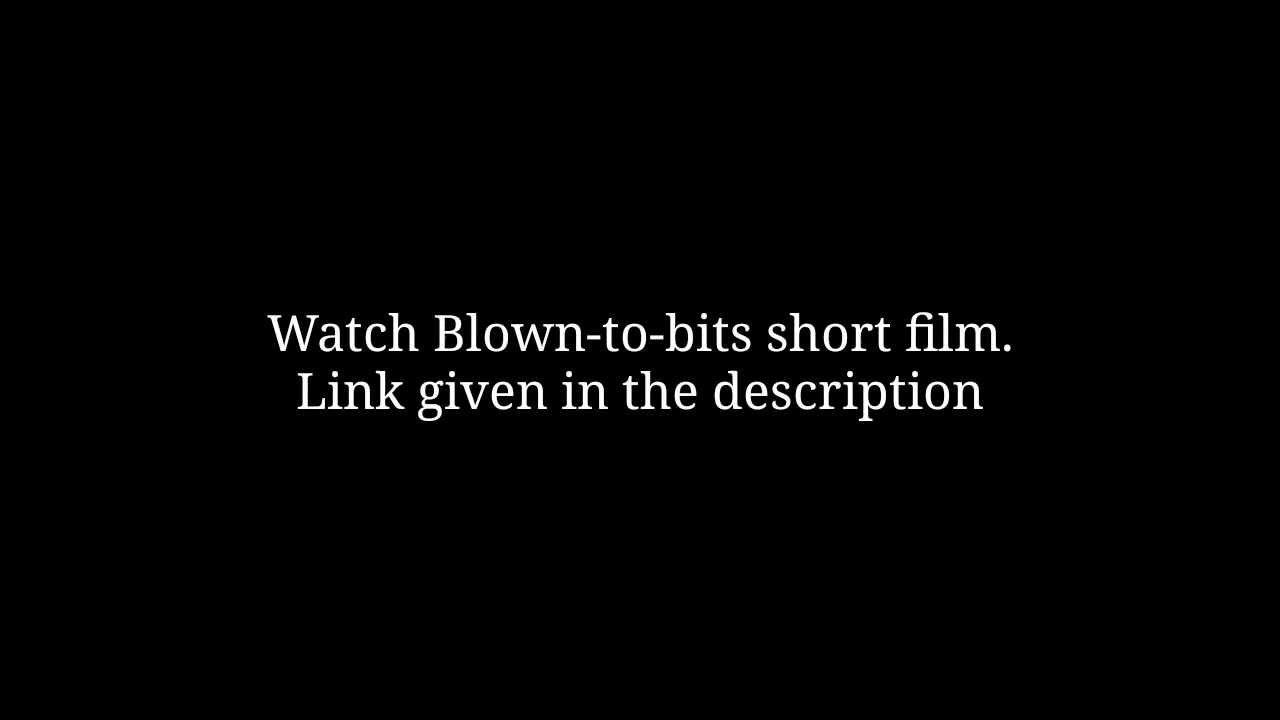 Watch Blown-to-bits short film.
Link given in the description